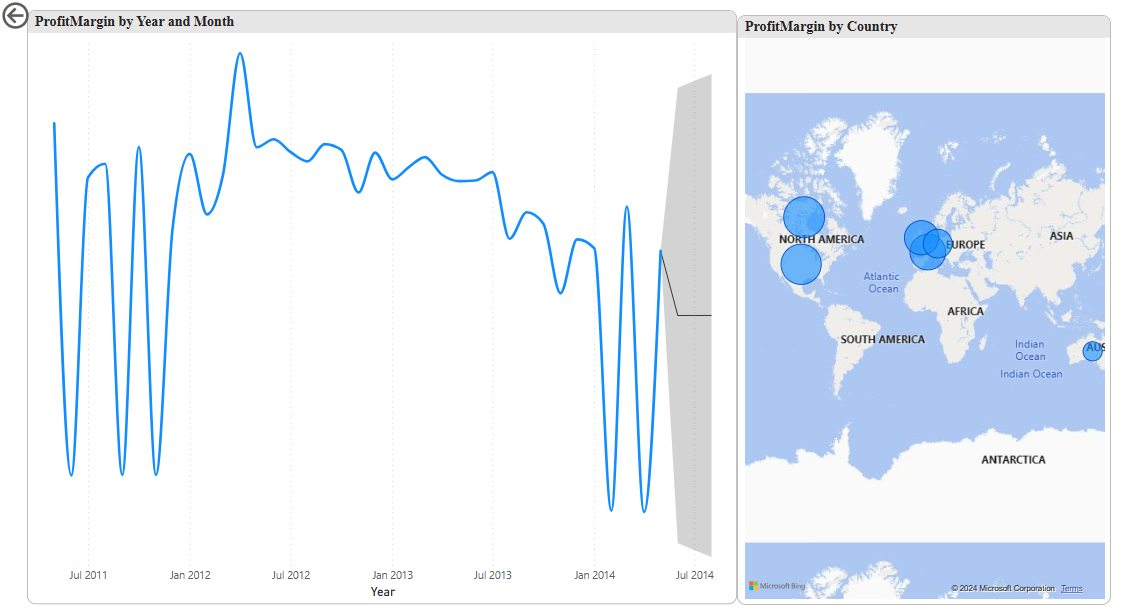 ProfitMargin by Year and Month
Jul 2011
Jan 2012
Jul 2012
Jan 2013
Jul 2013
Jan 2014
Jul 2014
Year
ProfitMargin by Country
NORTH AMERICA
EUROPE
ASIA
Atlantic
Ocean
AFRICA
SOUTH AMERICA
Indian
Ocean
AUS
Indian Ocean
ANTARCTICA
Microsoft Bing
© 2024 Microsoft Corporation Terms